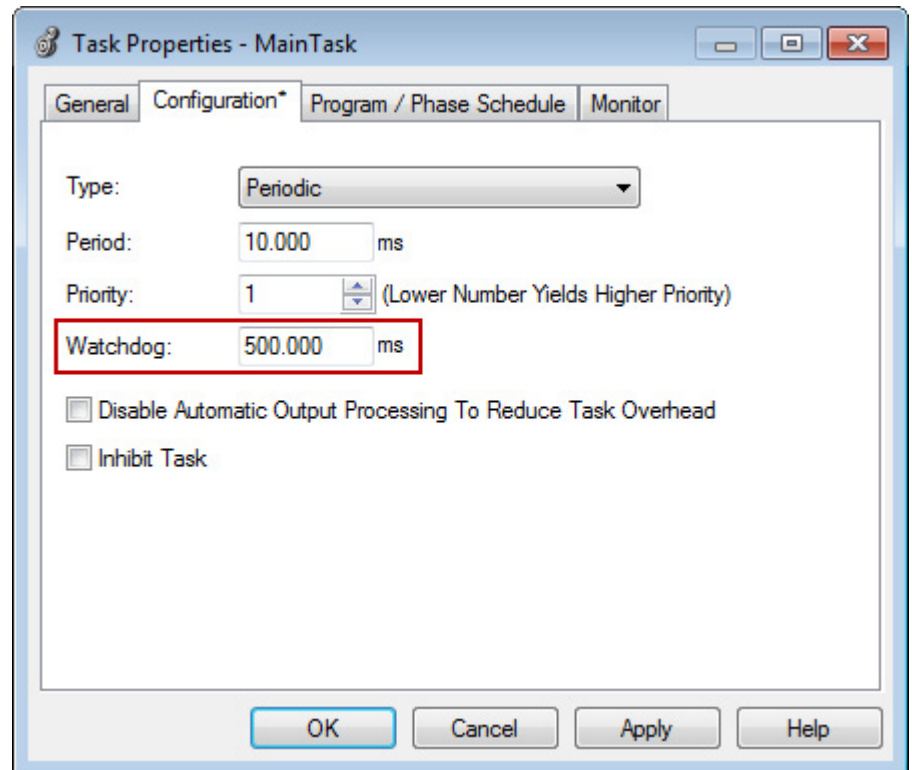 Task Properties - MainTask
General Configuration* Program / Phase Schedule Monitor
Type: Periodic
Period: 10.000 ms
Priority: 1 (Lower Number Yields Higher Priority)
Watchdog: 500.000 ms
Disable Automatic Output Processing To Reduce Task Overhead
Inhibit Task
OK Cancel Apply Help